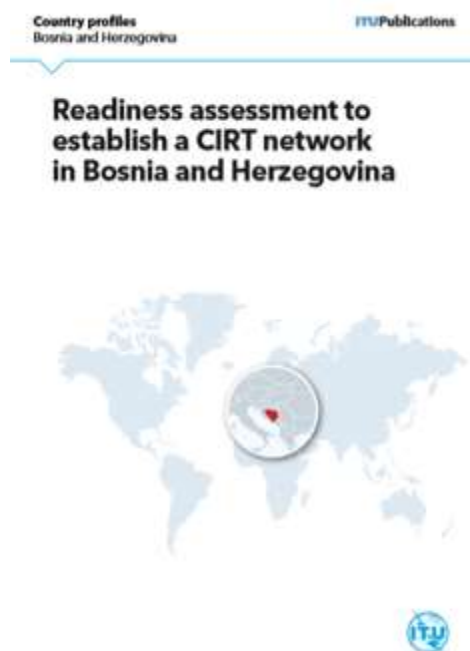 Country profiles
Bosnia and Herzegovina
ITUPublications
Readiness assessment to
establish a CIRT network
in Bosnia and Herzegovina
ITU